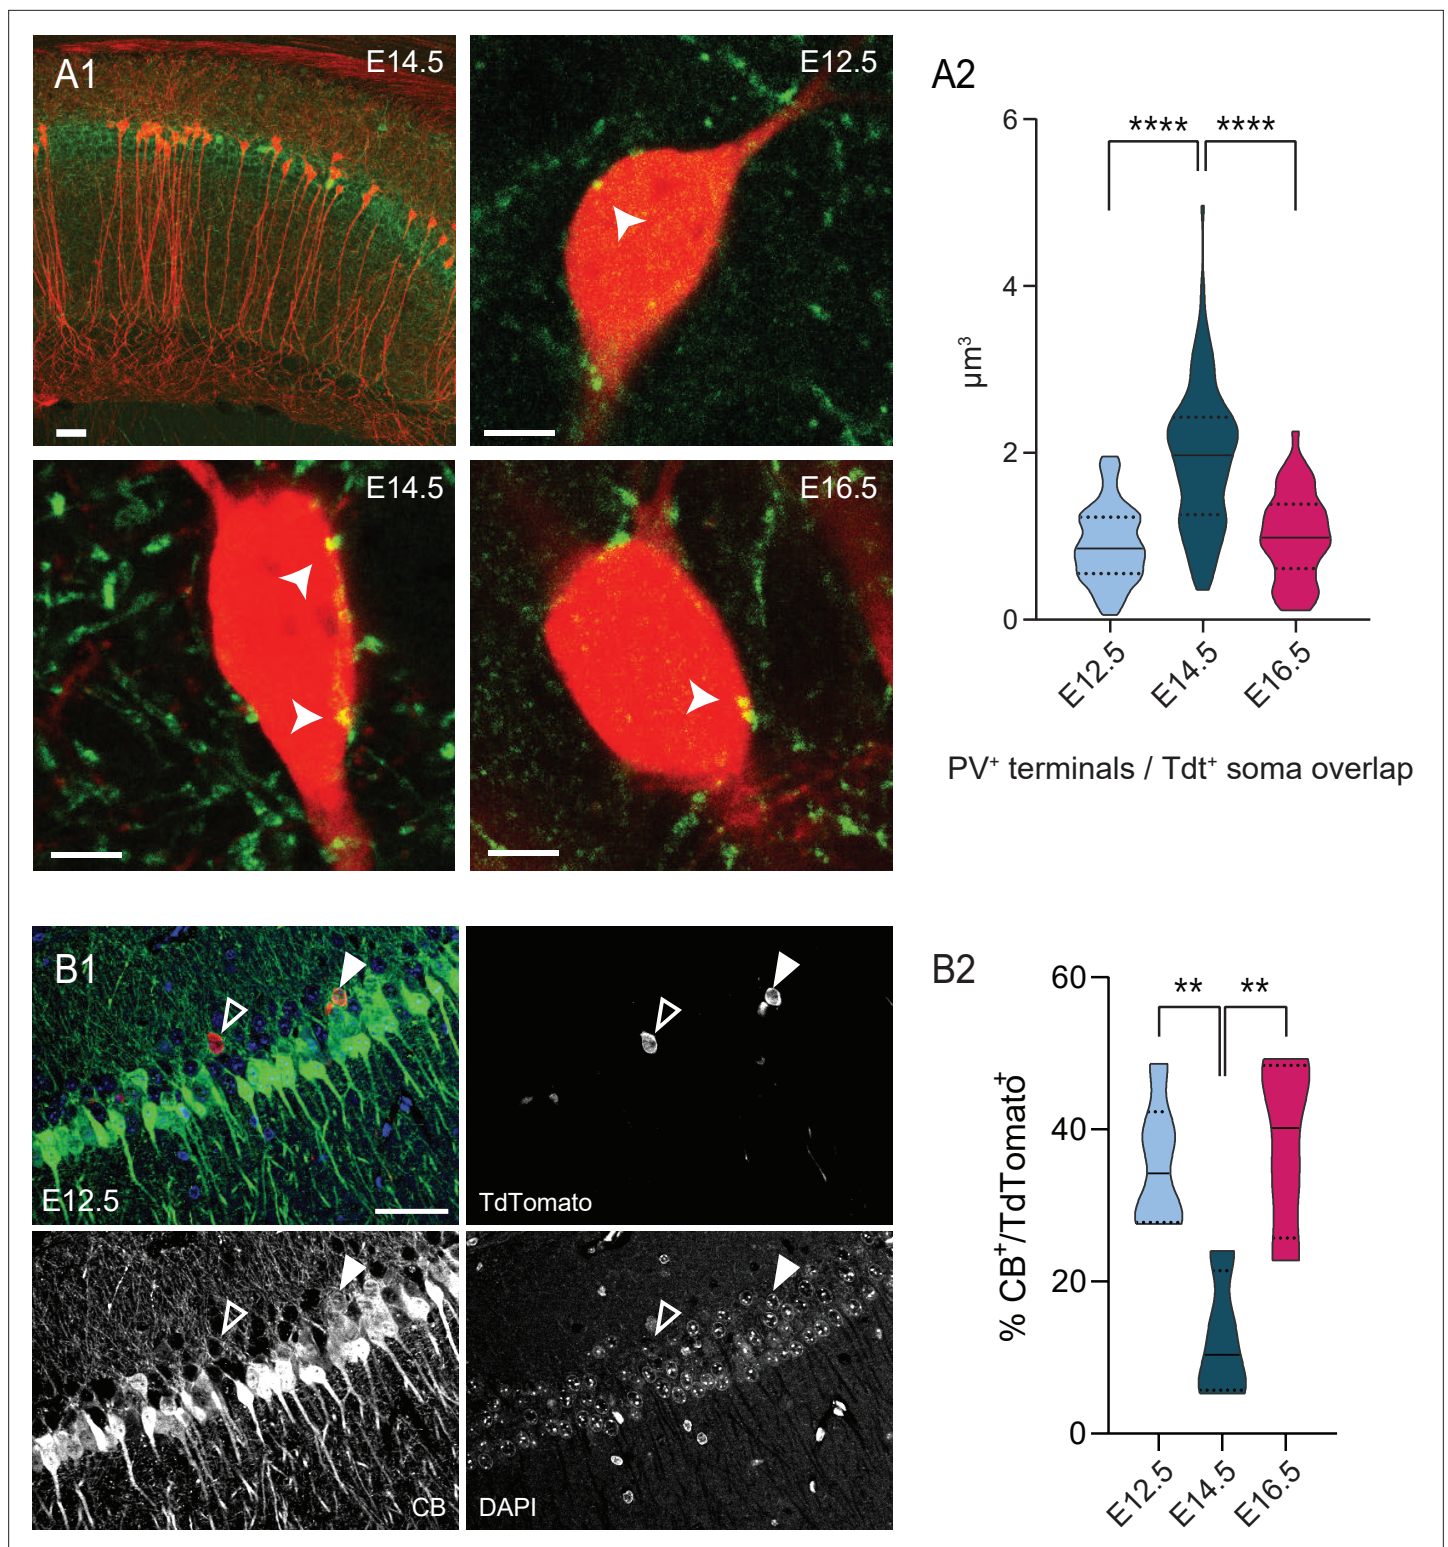 A1
E14.5
E12.5
E14.5
E16.5
A2
**** ****
6
4
2
0
µm³
E12.5
E14.5
E16.5
PV⁺ terminals / Tdt⁺ soma overlap
B1
E12.5
TdTomato
CB
DAPI
B2
** **
60
40
20
0
% CB⁺/TdTomato⁺
E12.5
E14.5
E16.5